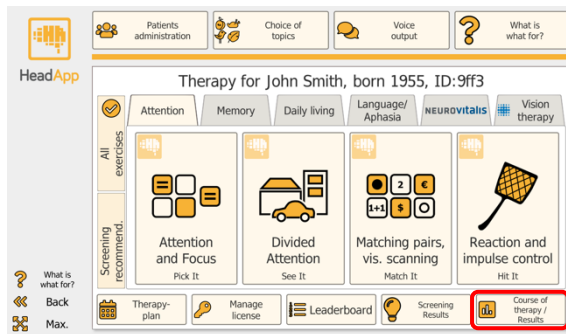 Patients
administration
Choice of
topics
Voice
output
What is
what for?
HeadApp
Therapy for John Smith, born 1955, ID:9ff3
All
exercises
Screening
recommend.
Attention
Memory
Daily living
Language/
Aphasia
NEUROvitalis
Vision
therapy
Attention
and Focus
Pick It
Divided
Attention
See It
2 €
1+1 $
Matching pairs,
vis. scanning
Match It
Reaction and
impulse control
Hit It
What is
what for?
Back
Max.
Therapy-
plan
Manage
license
Leaderboard
Screening
Results
Course of
therapy /
Results